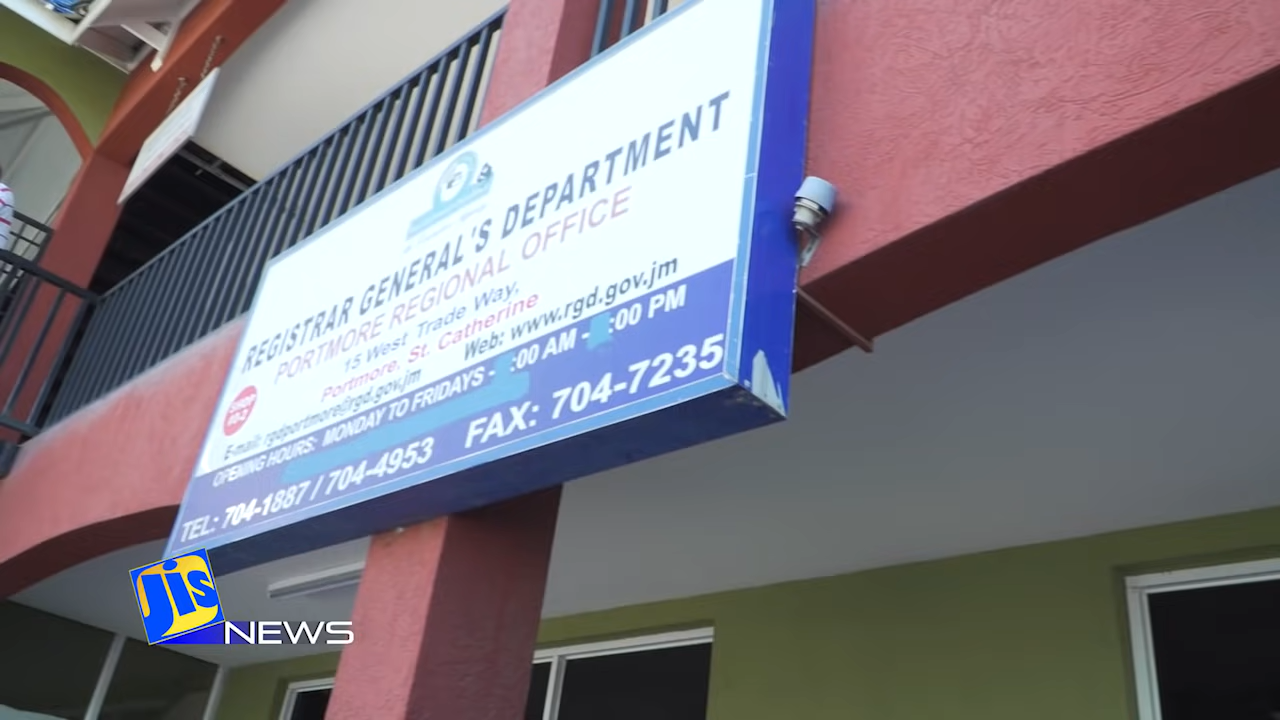 REGISTRAR GENERAL'S DEPARTMENT
PORTMORE REGIONAL OFFICE
15 West Trade Way,
Portmore, St. Catherine
E-mail: rgdportmore@rgd.gov.jm Web: www.rgd.gov.jm
OPENING HOURS: MONDAY TO FRIDAYS - :00 AM - :00 PM
TEL: 704-1887 / 704-4953 FAX: 704-7235
SHOP
jis
NEWS